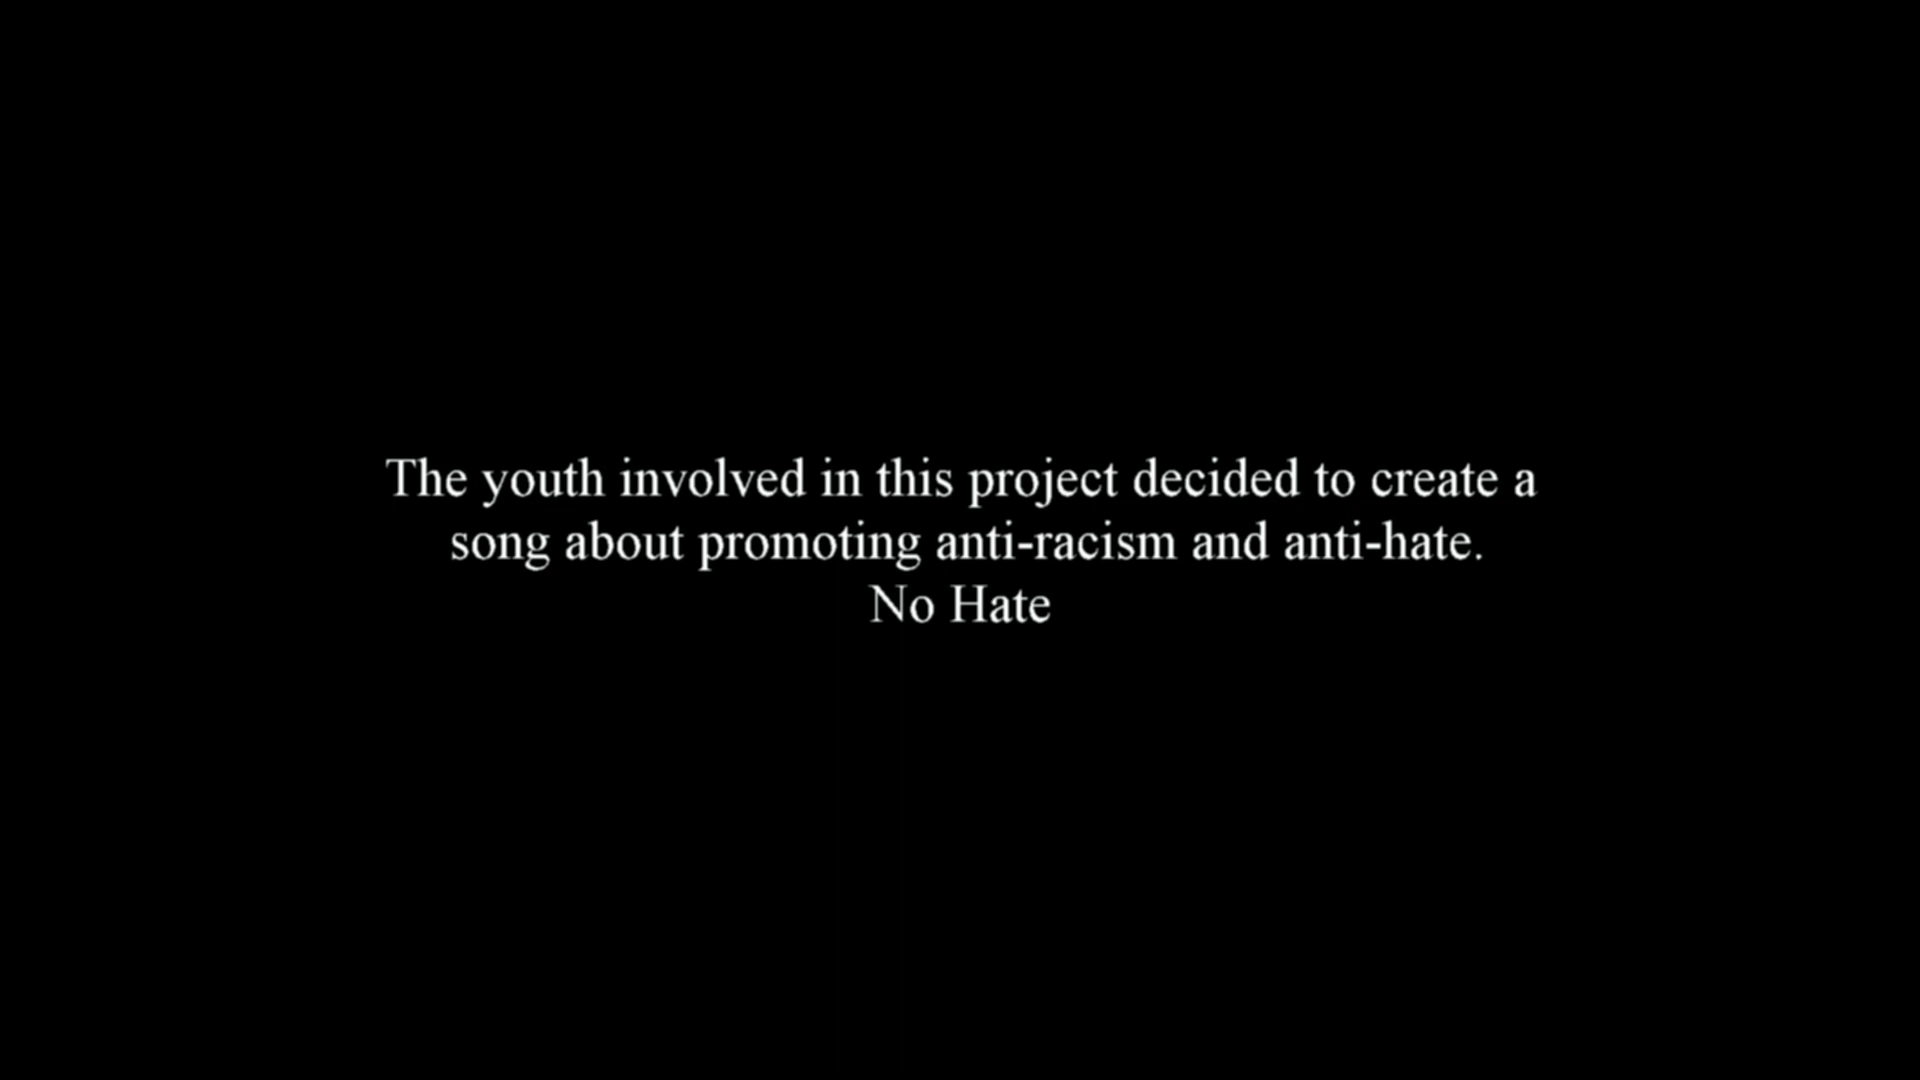 The youth involved in this project decided to create a
song about promoting anti-racism and anti-hate.
No Hate